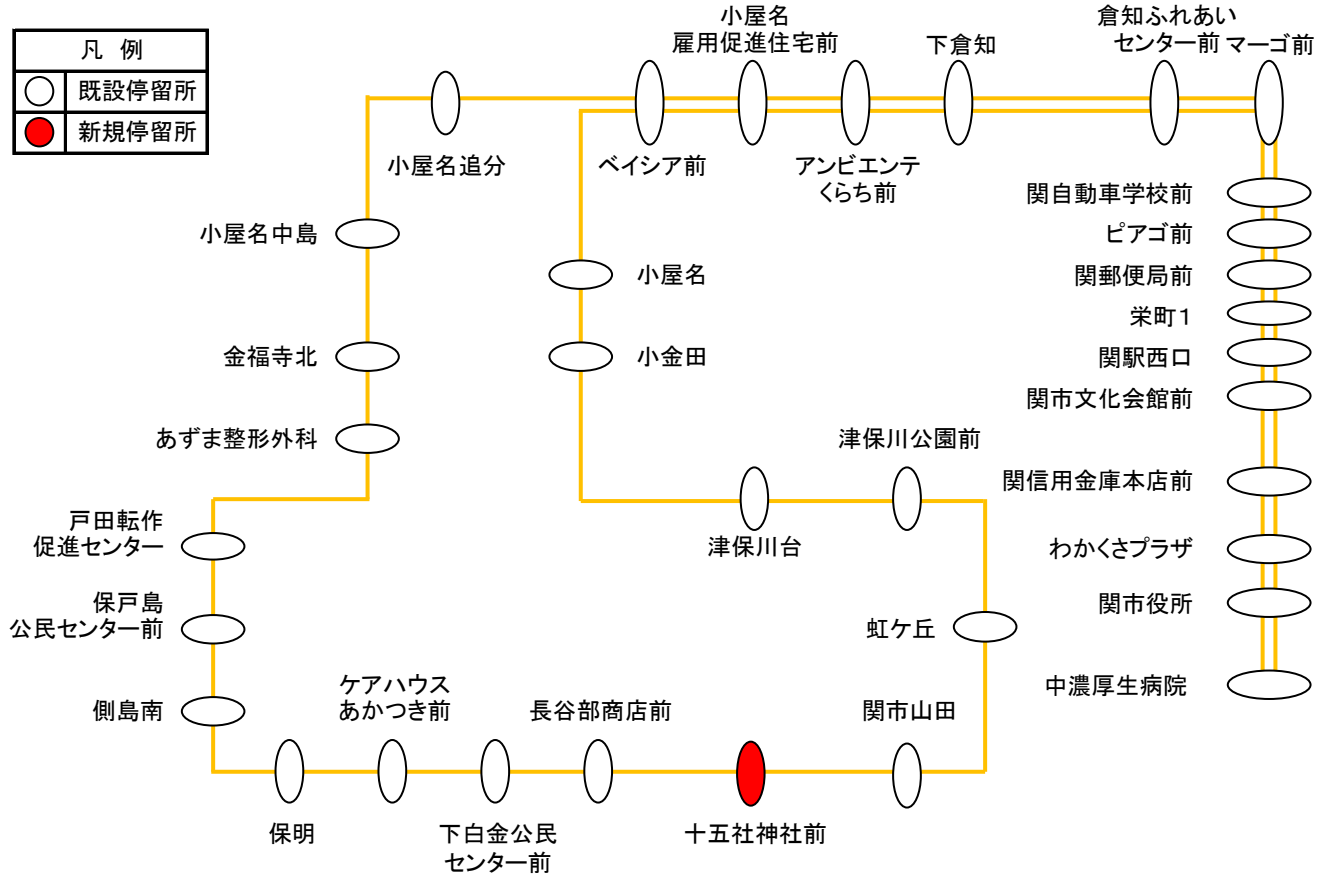 凡 例
既設停留所
新規停留所
小屋名
雇用促進住宅前
下倉知
倉知ふれあい
センター前
マーゴ前
小屋名追分
ベイシア前
アンビエンテ
くらち前
関自動車学校前
ピアゴ前
関郵便局前
栄町1
関駅西口
関市文化会館前
関信用金庫本店前
わかくさプラザ
関市役所
中濃厚生病院
小屋名中島
金福寺北
あずま整形外科
小屋名
小金田
津保川公園前
津保川台
虹ケ丘
関市山田
戸田転作
促進センター
保戸島
公民センター前
側島南
ケアハウス
あかつき前
長谷部商店前
保明
下白金公民
センター前
十五社神社前